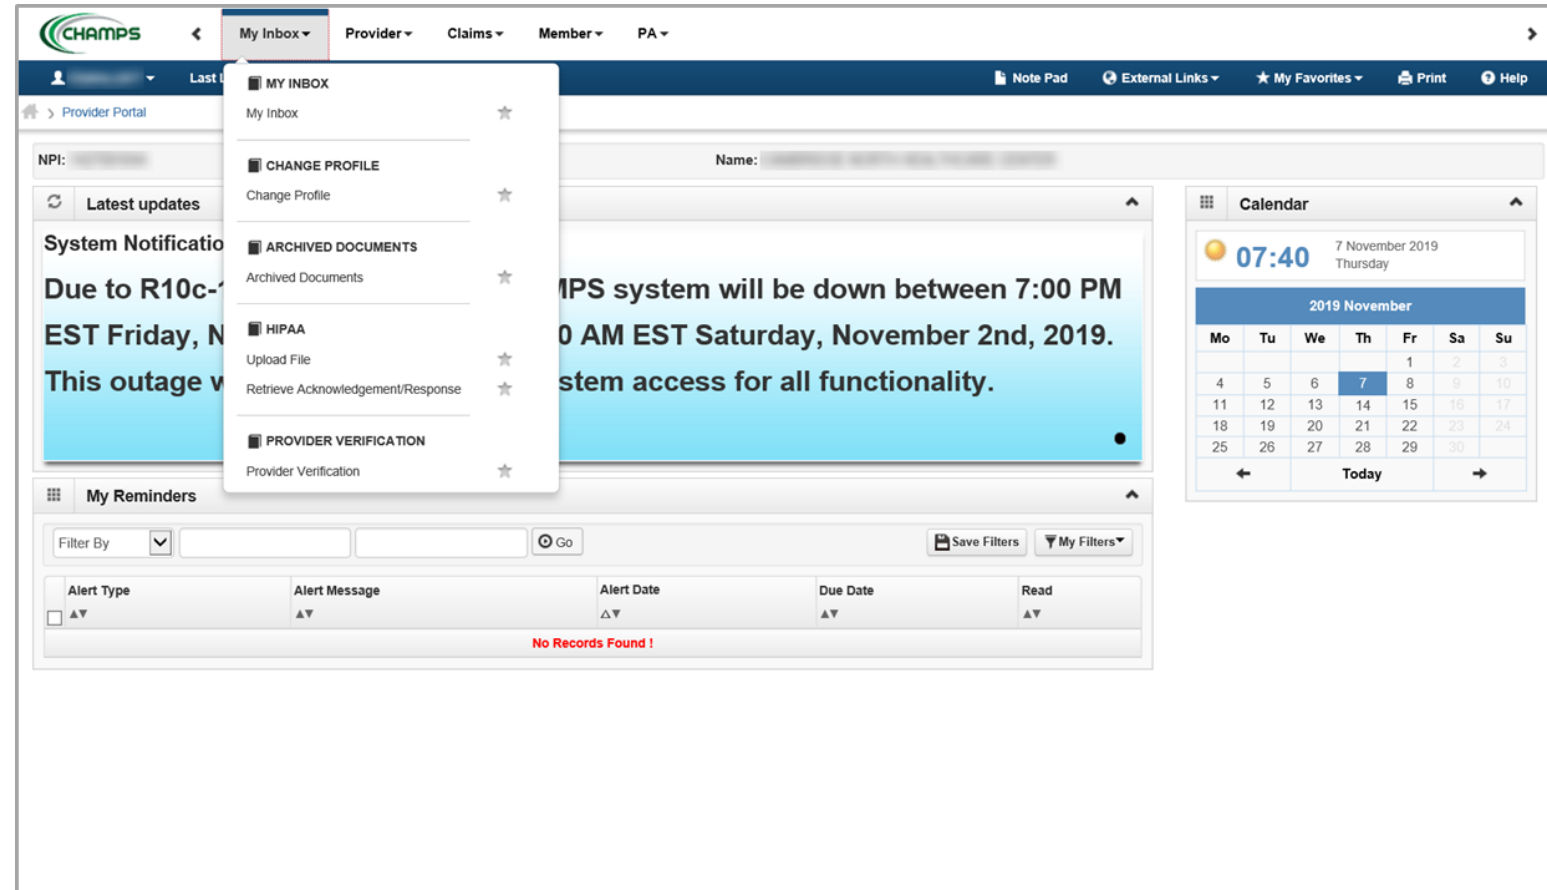 CHAMPS
My Inbox
Provider
Claims
Member
PA
Last L
Note Pad
External Links
My Favorites
Print
Help
Provider Portal
MY INBOX
My Inbox
CHANGE PROFILE
Change Profile
ARCHIVED DOCUMENTS
Archived Documents
HIPAA
Upload File
Retrieve Acknowledgement/Response
PROVIDER VERIFICATION
Provider Verification
NPI:
Name:
Latest updates
System Notificatio
Due to R10c- MPS system will be down between 7:00 PM
EST Friday, N 0 AM EST Saturday, November 2nd, 2019.
This outage w stem access for all functionality.
Calendar
07:40
7 November 2019
Thursday
2019 November
Mo Tu We Th Fr Sa Su
1 2 3
4 5 6 7 8 9 10
11 12 13 14 15 16 17
18 19 20 21 22 23 24
25 26 27 28 29 30
Today
My Reminders
Filter By
Go
Save Filters
My Filters
Alert Type
Alert Message
Alert Date
Due Date
Read
No Records Found !